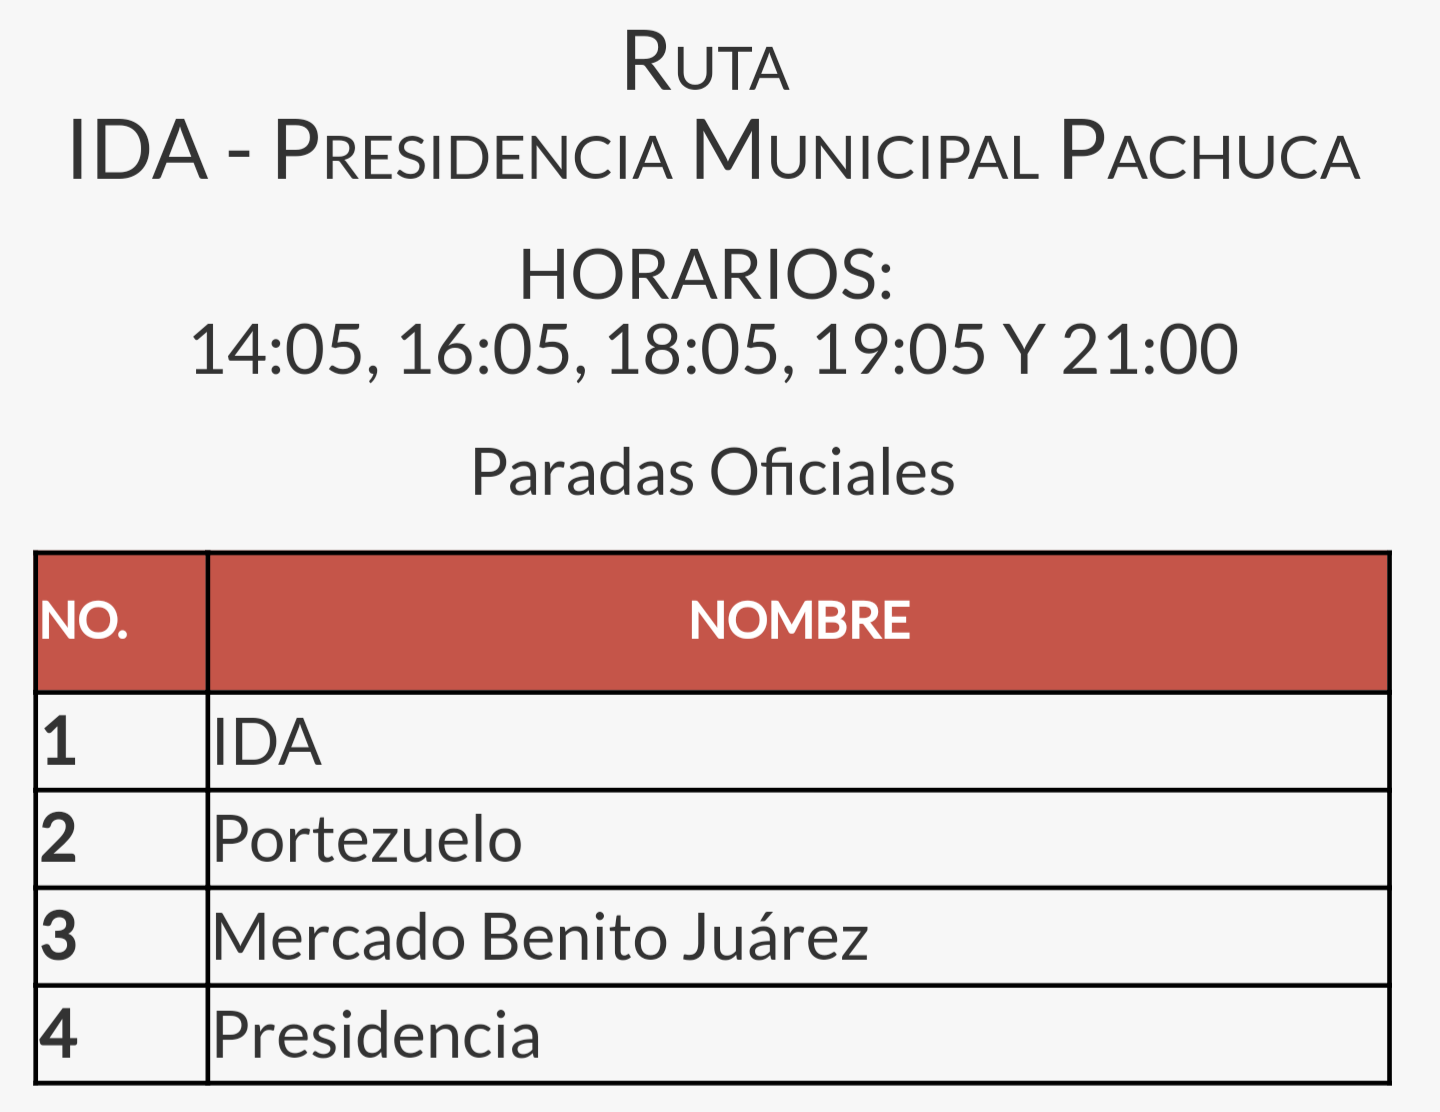 Ruta
IDA - Presidencia Municipal Pachuca
HORARIOS:
14:05, 16:05, 18:05, 19:05 Y 21:00
Paradas Oficiales
NO. NOMBRE
1 IDA
2 Portezuelo
3 Mercado Benito Juárez
4 Presidencia